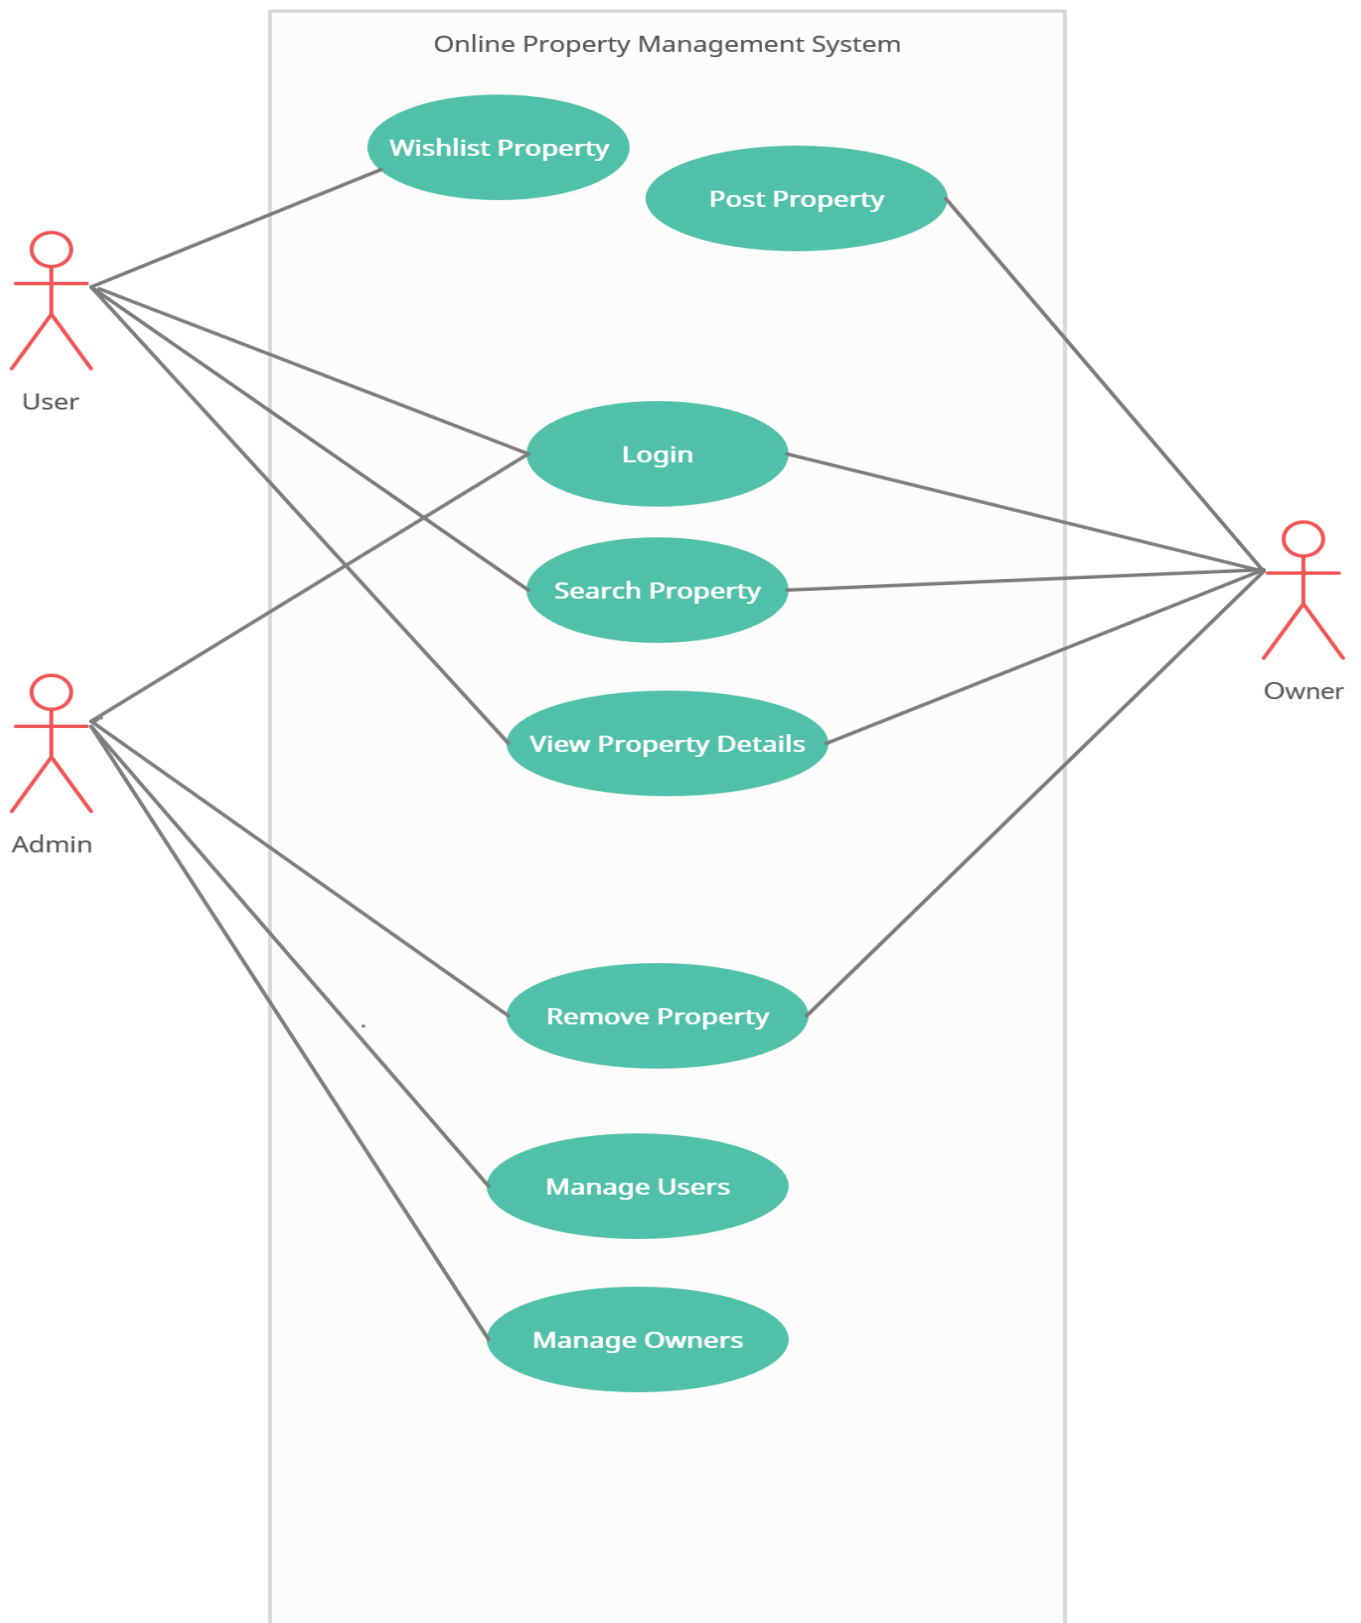 Online Property Management System
Wishlist Property
Post Property
User
Login
Search Property
Owner
View Property Details
Admin
Remove Property
Manage Users
Manage Owners